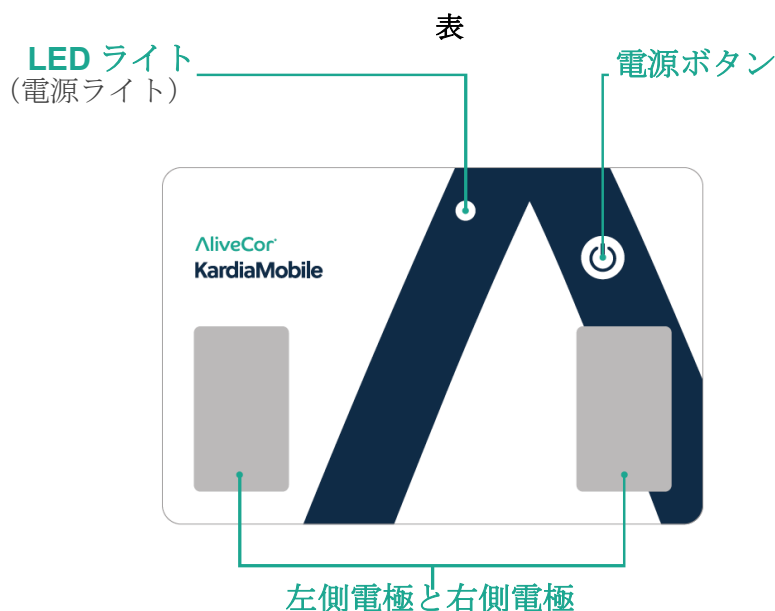 表
LED ライト
（電源ライト）
電源ボタン
AliveCor
KardiaMobile
左側電極と右側電極